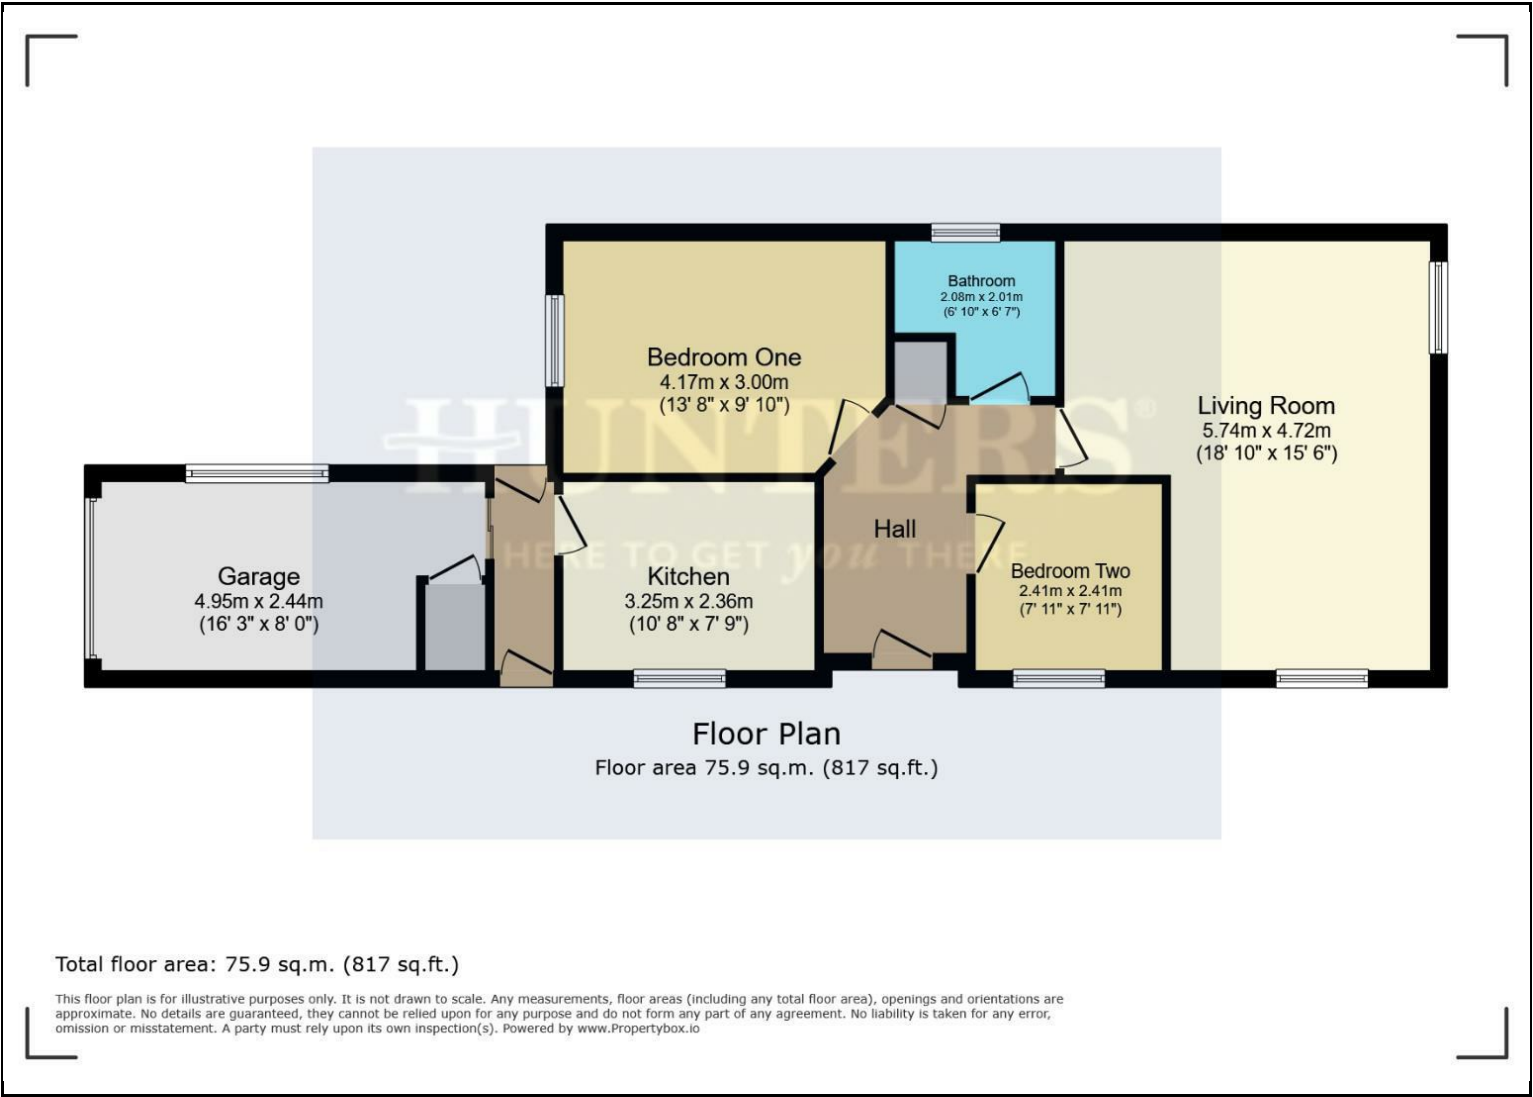 Bathroom
2.08m x 2.01m
(6' 10" x 6' 7")
Bedroom One
4.17m x 3.00m
(13' 8" x 9' 10")
Living Room
5.74m x 4.72m
(18' 10" x 15' 6")
HUNTERS®
HERE TO GET you THERE
Hall
Garage
4.95m x 2.44m
(16' 3" x 8' 0")
Kitchen
3.25m x 2.36m
(10' 8" x 7' 9")
Bedroom Two
2.41m x 2.41m
(7' 11" x 7' 11")
Floor Plan
Floor area 75.9 sq.m. (817 sq.ft.)
Total floor area: 75.9 sq.m. (817 sq.ft.)
This floor plan is for illustrative purposes only. It is not drawn to scale. Any measurements, floor areas (including any total floor area), openings and orientations are
approximate. No details are guaranteed, they cannot be relied upon for any purpose and do not form any part of any agreement. No liability is taken for any error,
omission or misstatement. A party must rely upon its own inspection(s). Powered by www.Propertybox.io